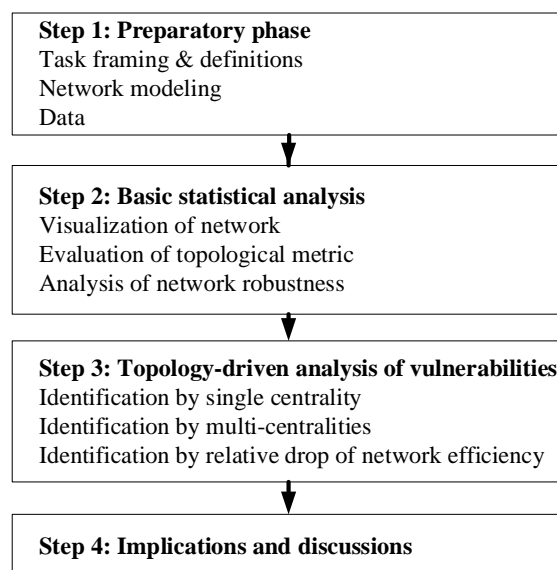 Step 1: Preparatory phase
Task framing & definitions
Network modeling
Data
Step 2: Basic statistical analysis
Visualization of network
Evaluation of topological metric
Analysis of network robustness
Step 3: Topology-driven analysis of vulnerabilities
Identification by single centrality
Identification by multi-centralities
Identification by relative drop of network efficiency
Step 4: Implications and discussions